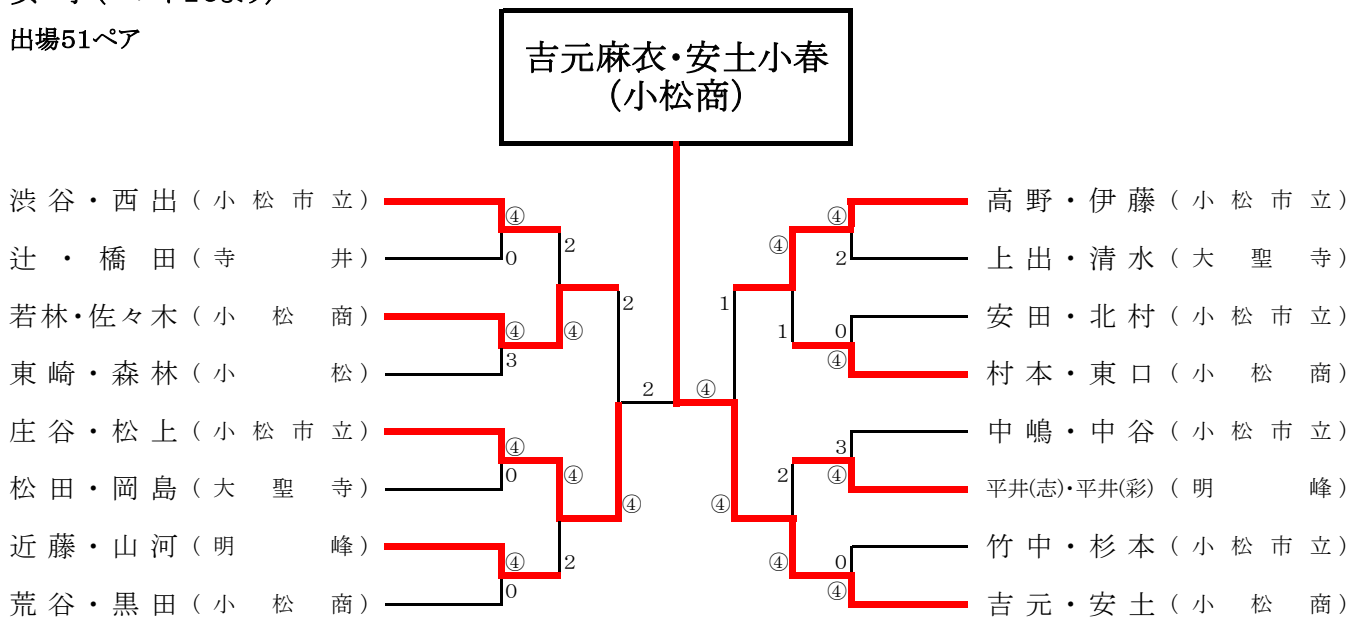 出場51ペア
吉元麻衣・安土小春
(小松商)
渋谷・西出(小松市立)
辻・橋田(寺井)
若林・佐々木(小松商)
東崎・森林(小松)
庄谷・松上(小松市立)
松田・岡島(大聖寺)
近藤・山河(明峰)
荒谷・黒田(小松商)
④
0
2
④
3
④
2
④
0
④
④
0
2
④
2
④
高野・伊藤(小松市立)
上出・清水(大聖寺)
安田・北村(小松市立)
村本・東口(小松商)
中嶋・中谷(小松市立)
平井(志)・平井(彩)(明峰)
竹中・杉本(小松市立)
吉元・安土(小松商)
④
④
2
1
1
0
④
3
2
④
④
④
0
④